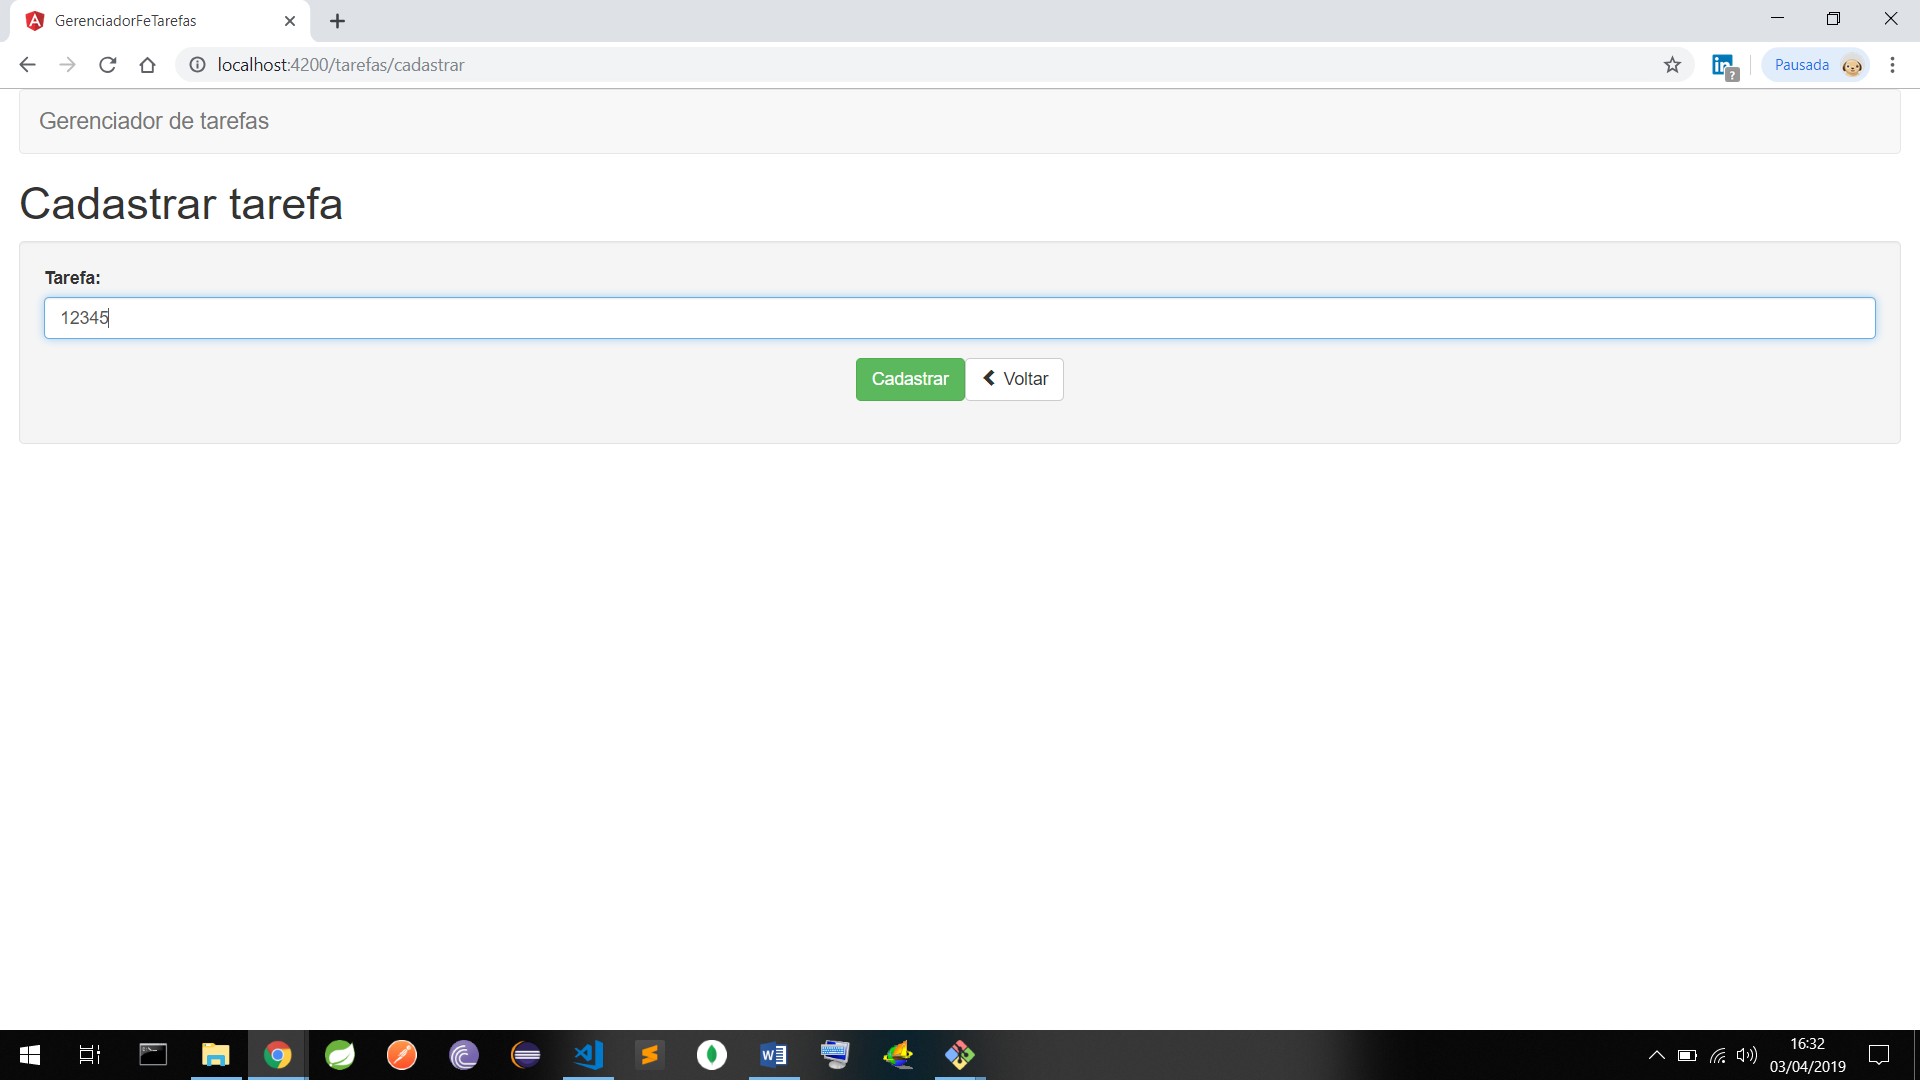 GerenciadorFeTarefas
localhost:4200/tarefas/cadastrar
Pausada
Gerenciador de tarefas
Cadastrar tarefa
Tarefa:
12345
Cadastrar
Voltar
16:32
03/04/2019